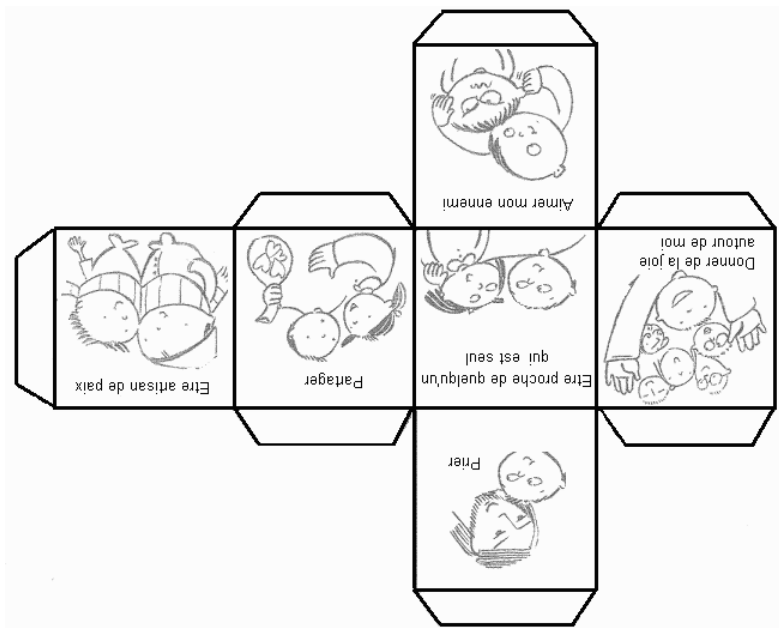 Prier
Donner de la joie
autour de moi
Etre proche de quelqu'un
qui est seul
Partager
Etre artisan de paix
Aimer mon ennemi